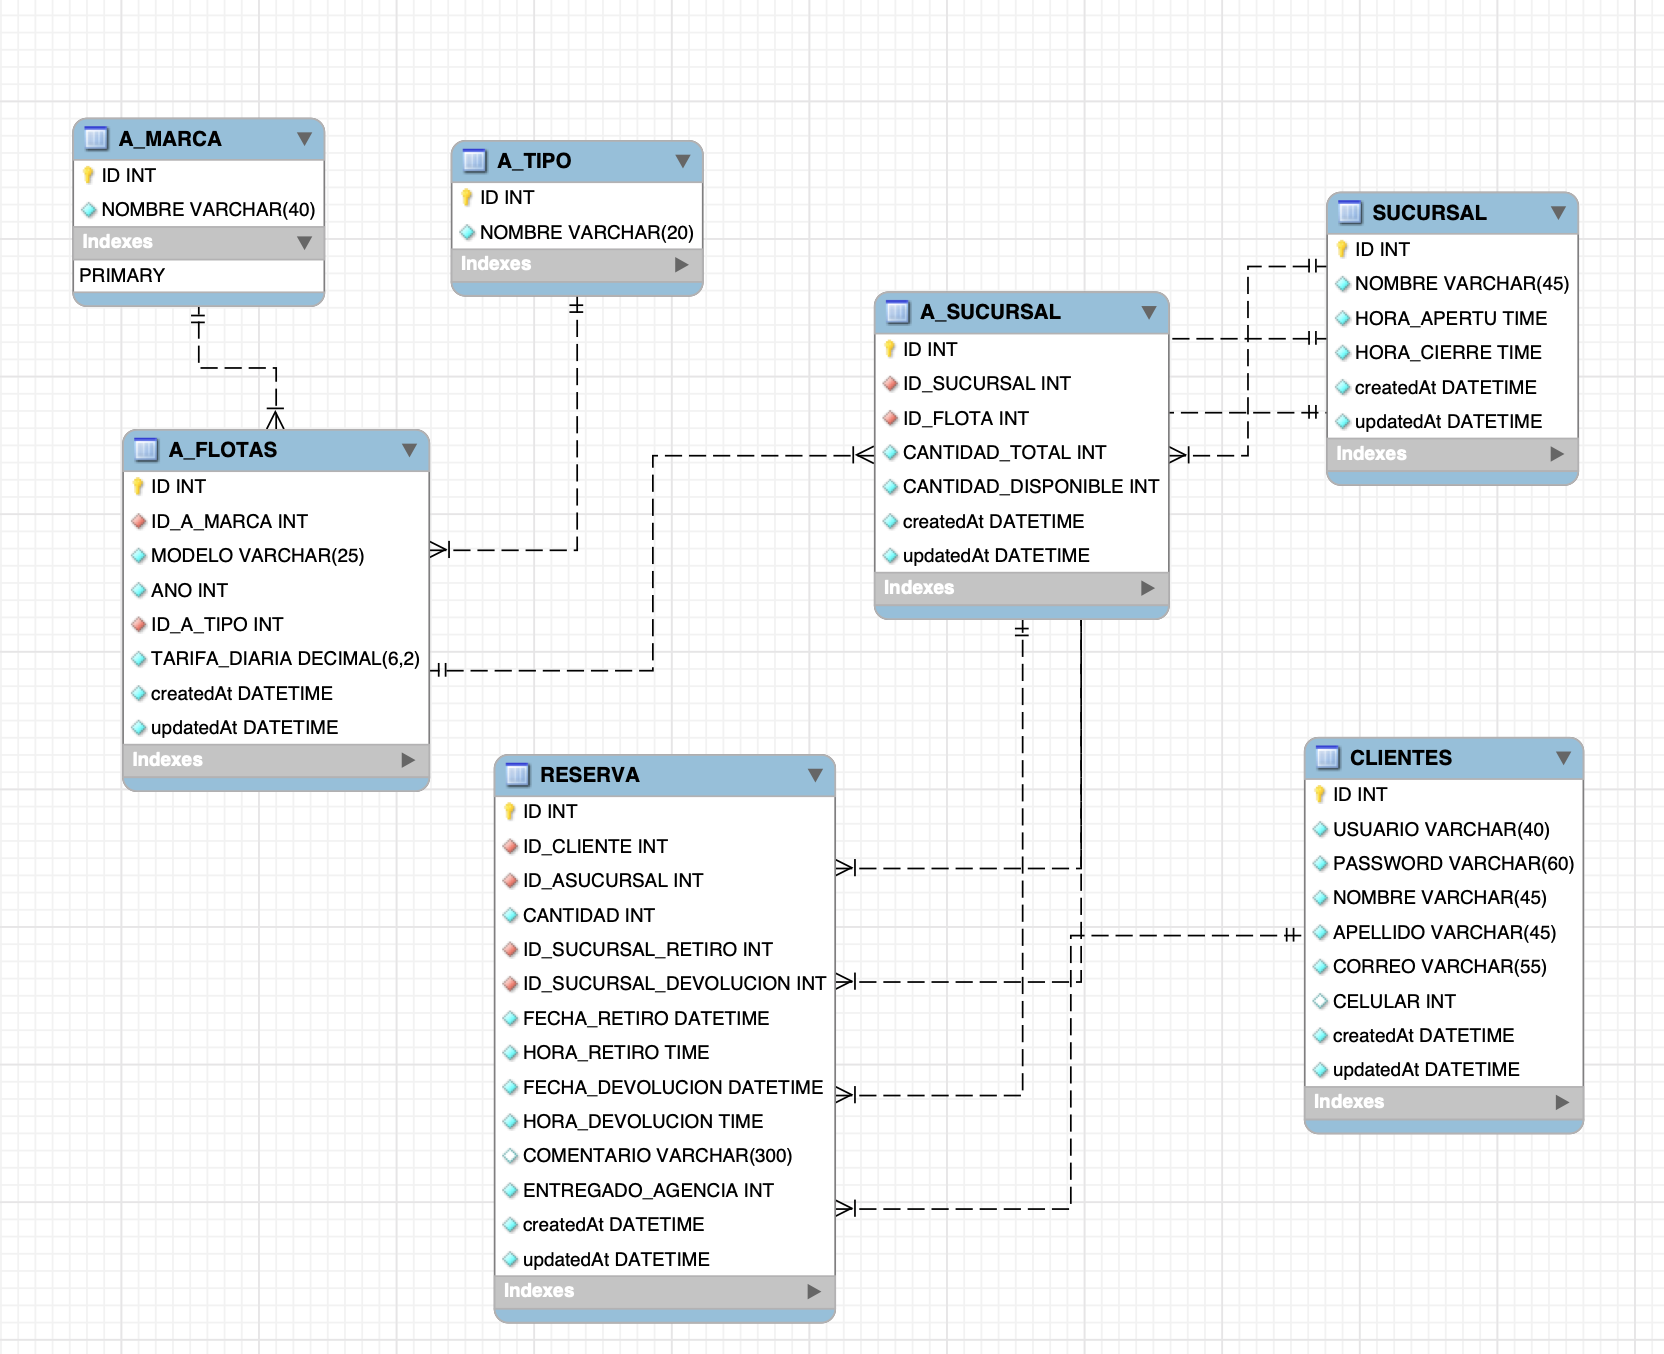 A_MARCA
ID INT
NOMBRE VARCHAR(40)
Indexes
PRIMARY
A_TIPO
ID INT
NOMBRE VARCHAR(20)
Indexes
SUCURSAL
ID INT
NOMBRE VARCHAR(45)
HORA_APERTU TIME
HORA_CIERRE TIME
createdAt DATETIME
updatedAt DATETIME
Indexes
A_SUCURSAL
ID INT
ID_SUCURSAL INT
ID_FLOTA INT
CANTIDAD_TOTAL INT
CANTIDAD_DISPONIBLE INT
createdAt DATETIME
updatedAt DATETIME
Indexes
A_FLOTAS
ID INT
ID_A_MARCA INT
MODELO VARCHAR(25)
ANO INT
ID_A_TIPO INT
TARIFA_DIARIA DECIMAL(6,2)
createdAt DATETIME
updatedAt DATETIME
Indexes
RESERVA
ID INT
ID_CLIENTE INT
ID_ASUCURSAL INT
CANTIDAD INT
ID_SUCURSAL_RETIRO INT
ID_SUCURSAL_DEVOLUCION INT
FECHA_RETIRO DATETIME
HORA_RETIRO TIME
FECHA_DEVOLUCION DATETIME
HORA_DEVOLUCION TIME
COMENTARIO VARCHAR(300)
ENTREGADO_AGENCIA INT
createdAt DATETIME
updatedAt DATETIME
Indexes
CLIENTES
ID INT
USUARIO VARCHAR(40)
PASSWORD VARCHAR(60)
NOMBRE VARCHAR(45)
APELLIDO VARCHAR(45)
CORREO VARCHAR(55)
CELULAR INT
createdAt DATETIME
updatedAt DATETIME
Indexes